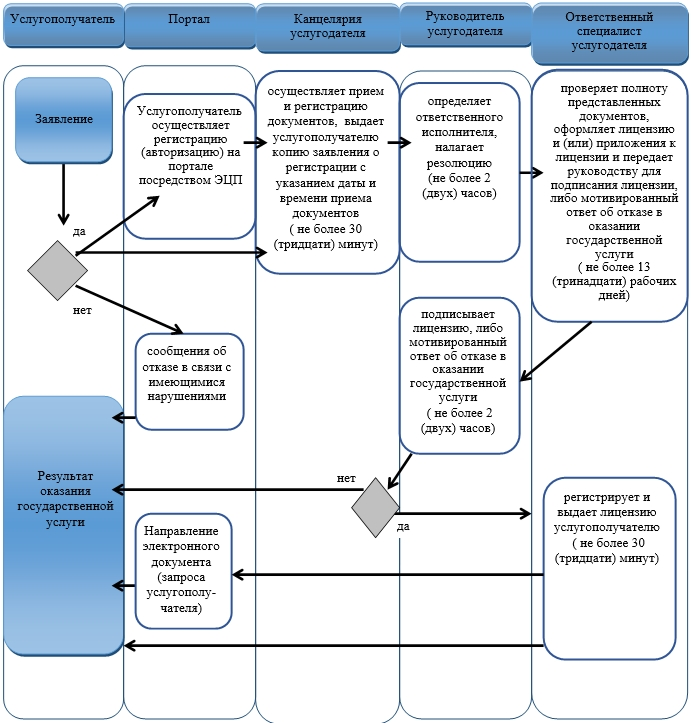 Услугополучатель
Портал
Канцелярия
услугодателя
Руководитель
услугодателя
Ответственный
специалист
услугодателя
Заявление
да
нет
Услугополучатель
осуществляет
регистрацию
(авторизацию) на
портале
посредством ЭЦП
осуществляет прием
и регистрацию
документов, выдает
услугополучателю
копию заявления о
регистрации с
указанием даты и
времени приема
документов
( не более 30
(тридцати) минут)
определяет
ответственного
исполнителя,
налагает
резолюцию
(не более 2
(двух) часов)
проверяет полноту
представленных
документов,
оформляет лицензию
и (или) приложения к
лицензии и передает
руководству для
подписания лицензии,
либо мотивированный
ответ об отказе в
оказании
государственной
услуги
( не более 13
(тринадцати) рабочих
дней)
сообщения об
отказе в связи с
имеющимися
нарушениями
подписывает
лицензию, либо
мотивированный
ответ об отказе в
оказании
государственной
услуги
( не более 2
(двух) часов)
Результат
оказания
государственной
услуги
нет
да
Направление
электронного
документа
(запроса
услугополу-
чателя)
регистрирует и
выдает лицензию
услугополучателю
( не более 30
(тридцати) минут)